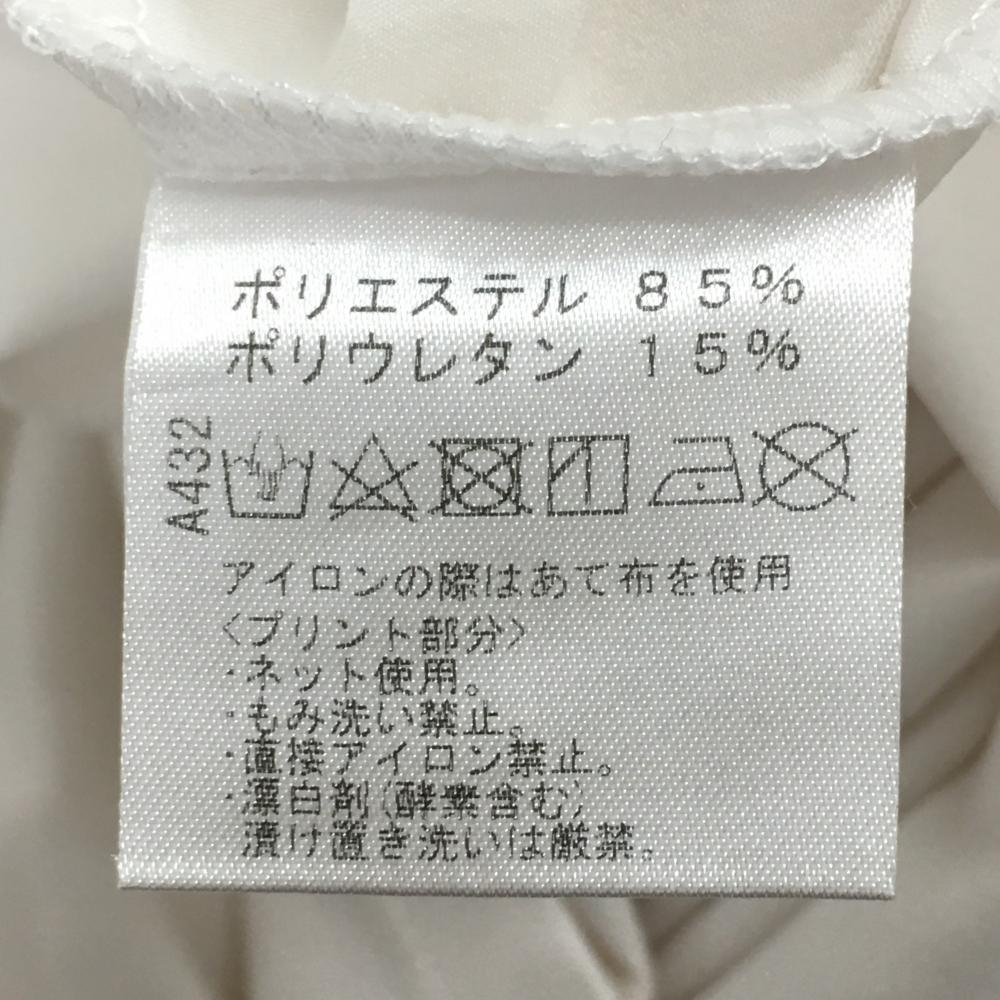 ポリエステル 85%
ポリウレタン 15%
A432
アイロンの際はあて布を使用
〈プリント部分〉
・ネット使用。
・もみ洗い禁止。
・直接アイロン禁止。
・漂白剤(酵素含む)
漬け置き洗いは厳禁。